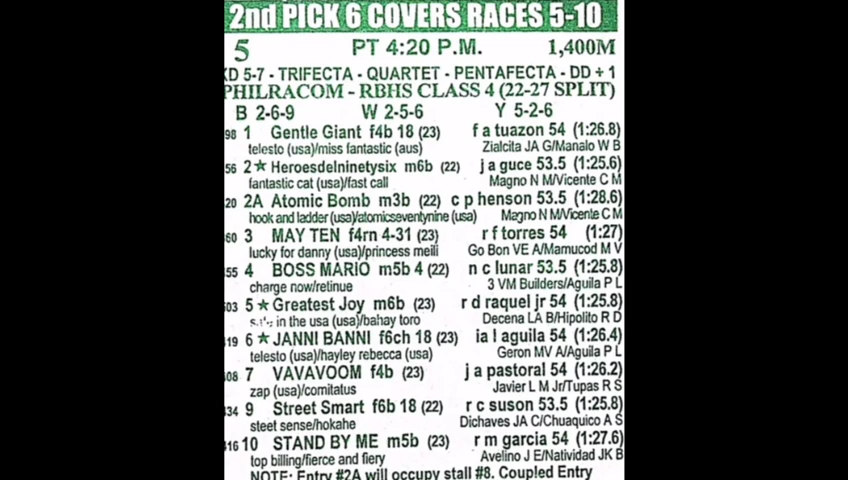 2nd PICK 6 COVERS RACES 5-10
5 PT 4:20 P.M. 1,400M
XD 5-7 - TRIFECTA - QUARTET - PENTAFECTA - DD + 1
PHILRACOM - RBHS CLASS 4 (22-27 SPLIT)
B 2-6-9 W 2-5-6 Y 5-2-6
98 1 Gentle Giant f4b 18 (23) f a tuazon 54 (1:26.8)
telesto (usa)/miss fantastic (aus) Zialcita JA G/Manalo W B
56 2★ Heroesdelninetysix m6b (22) j a guce 53.5 (1:25.6)
fantastic cat (usa)/fast call Magno N M/Vicente C M
20 2A Atomic Bomb m3b (22) c p henson 53.5 (1:28.6)
hook and ladder (usa)/atomicseventynine (usa) Magno N M/Vicente C M
60 3 MAY TEN f4rn 4-31 (23) r f torres 54 (1:27)
lucky for danny (usa)/princess meili Go Bon VE A/Mamucod M V
55 4 BOSS MARIO m5b 4 (22) n c lunar 53.5 (1:25.8)
charge now/retinue 3 VM Builders/Aguila P L
03 5★ Greatest Joy m6b (23) r d raquel jr 54 (1:25.8)
in the usa (usa)/bahay toro Decena LA B/Hipolito R D
19 6★ JANNI BANNI f6ch 18 (23) ia l aguila 54 (1:26.4)
telesto (usa)/hayley rebecca (usa) Geron MV A/Aguila P L
08 7 VAVAVOOM f4b (23) j a pastoral 54 (1:26.2)
zap (usa)/comitatus Javier L M Jr/Tupas R S
34 9 Street Smart f6b 18 (22) r c suson 53.5 (1:25.8)
steet sense/hokahe Dichaves JA C/Chuaquico A S
16 10 STAND BY ME m5b (23) r m garcia 54 (1:27.6)
top billing/fierce and fiery Avelino J E/Natividad JK B
NOTE: Entry #2A will occupy stall #8. Coupled Entry